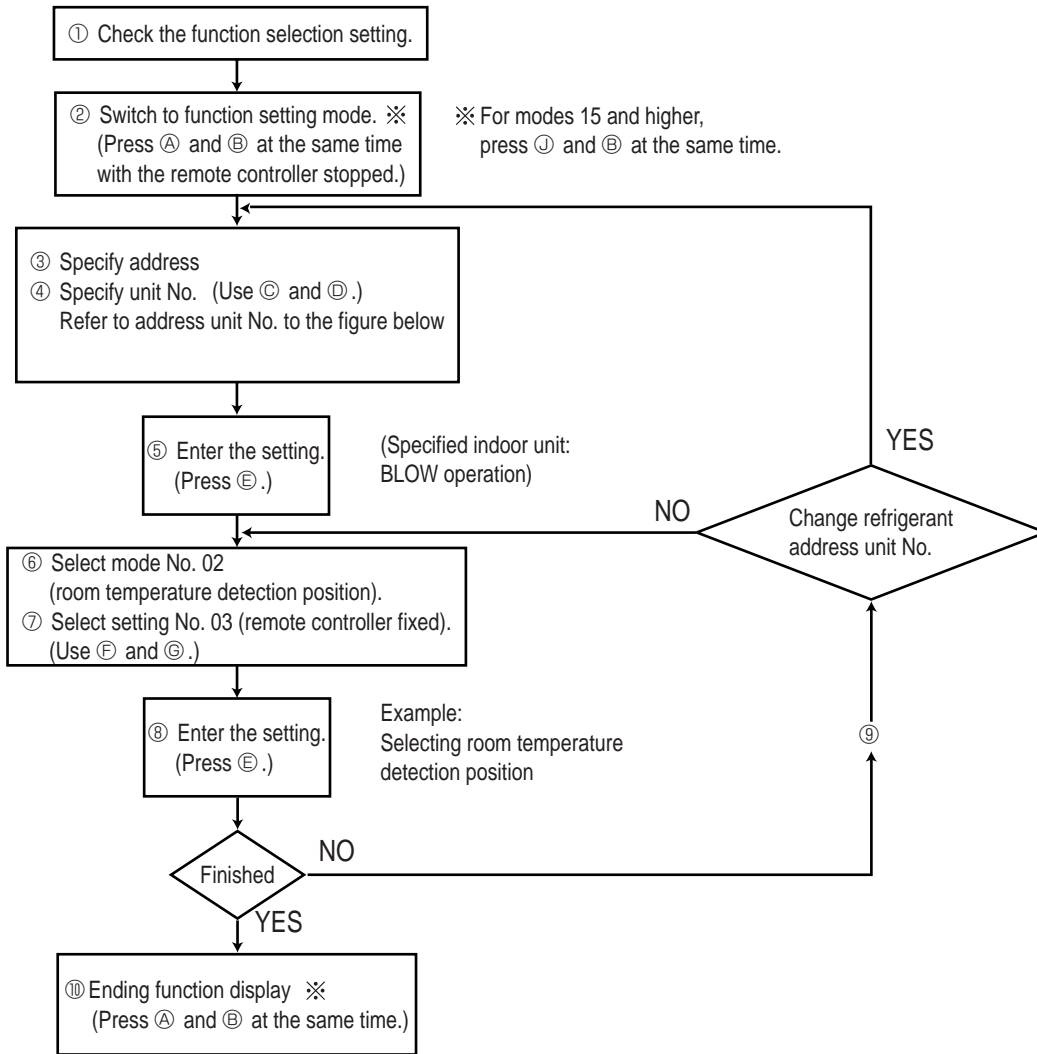 ① Check the function selection setting.
② Switch to function setting mode. ※
(Press Ⓐ and Ⓑ at the same time
with the remote controller stopped.)
※ For modes 15 and higher,
press Ⓙ and Ⓑ at the same time.
③ Specify address
④ Specify unit No. (Use Ⓒ and Ⓓ.)
Refer to address unit No. to the figure below
⑤ Enter the setting.
(Press Ⓔ.)
(Specified indoor unit:
BLOW operation)
YES
NO
Change refrigerant
address unit No.
⑥ Select mode No. 02
(room temperature detection position).
⑦ Select setting No. 03 (remote controller fixed).
(Use Ⓕ and Ⓖ.)
⑧ Enter the setting.
(Press Ⓔ.)
Example:
Selecting room temperature
detection position
⑨
Finished
NO
YES
⑩ Ending function display ※
(Press Ⓐ and Ⓑ at the same time.)